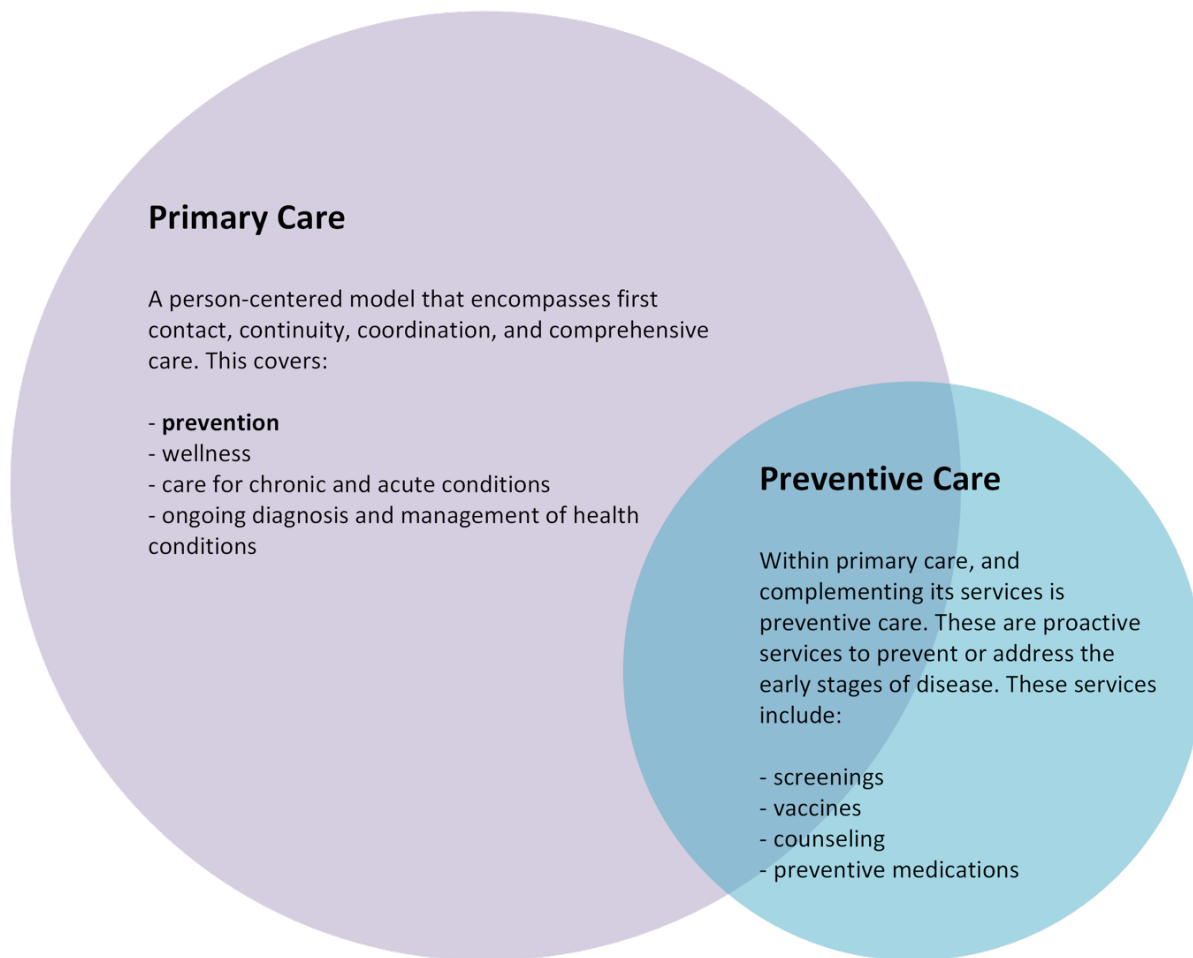 Primary Care
A person-centered model that encompasses first
contact, continuity, coordination, and comprehensive
care. This covers:
- prevention
- wellness
- care for chronic and acute conditions
- ongoing diagnosis and management of health
conditions
Preventive Care
Within primary care, and
complementing its services is
preventive care. These are proactive
services to prevent or address the
early stages of disease. These services
include:
- screenings
- vaccines
- counseling
- preventive medications